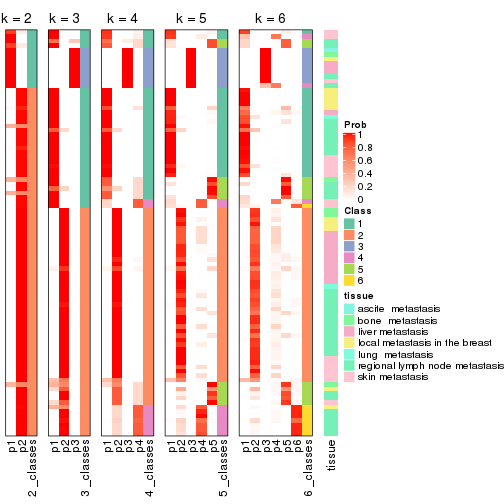 k = 2
k = 3
k = 4
k = 5
k = 6
Prob
1
0.8
0.6
0.4
0.2
0
Class
1
2
3
4
5
6
tissue
ascite metastasis
bone metastasis
liver metastasis
local metastasis in the breast
lung metastasis
regional lymph node metastasis
skin metastasis
p1
p2
2_classes
p1
p2
p3
3_classes
p1
p2
p3
p4
4_classes
p1
p2
p3
p4
p5
5_classes
p1
p2
p3
p4
p5
p6
6_classes
tissue